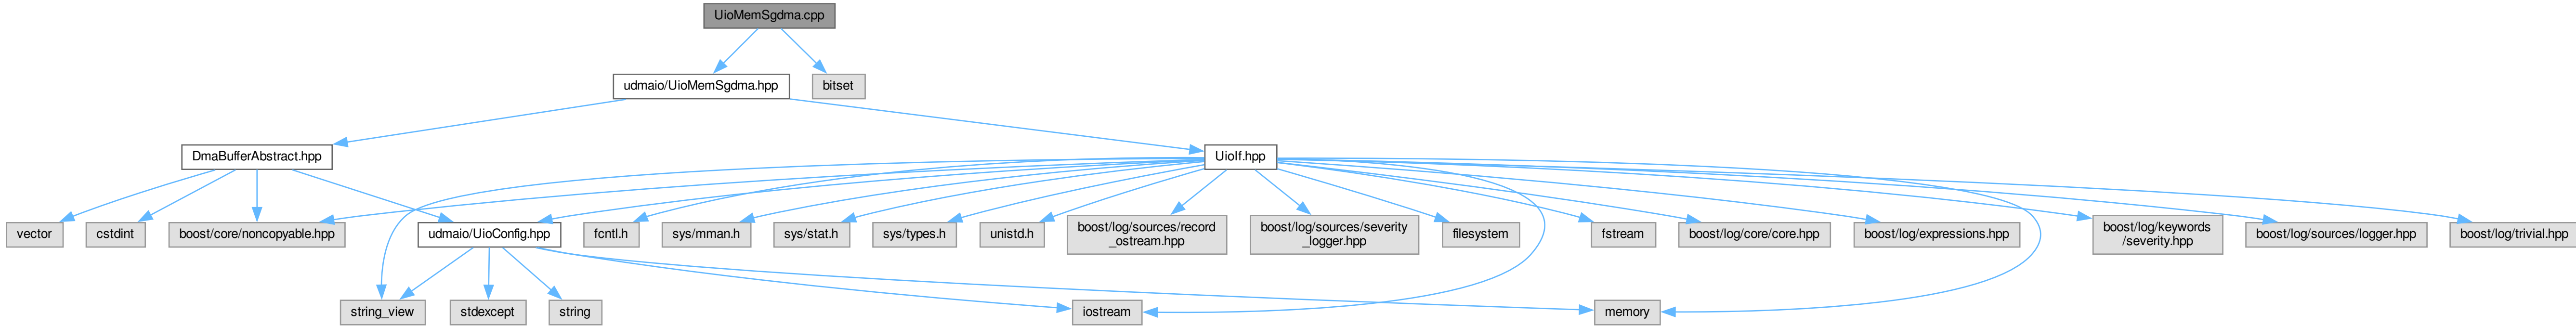 UioMemSgdma.cpp
udmaio/UioMemSgdma.hpp
bitset
DmaBufferAbstract.hpp
UioIf.hpp
vector
cstdint
boost/core/noncopyable.hpp
udmaio/UioConfig.hpp
fcntl.h
sys/mman.h
sys/stat.h
sys/types.h
unistd.h
boost/log/sources/record
_ostream.hpp
boost/log/sources/severity
_logger.hpp
filesystem
fstream
boost/log/core/core.hpp
boost/log/expressions.hpp
boost/log/keywords
/severity.hpp
boost/log/sources/logger.hpp
boost/log/trivial.hpp
string_view
stdexcept
string
iostream
memory